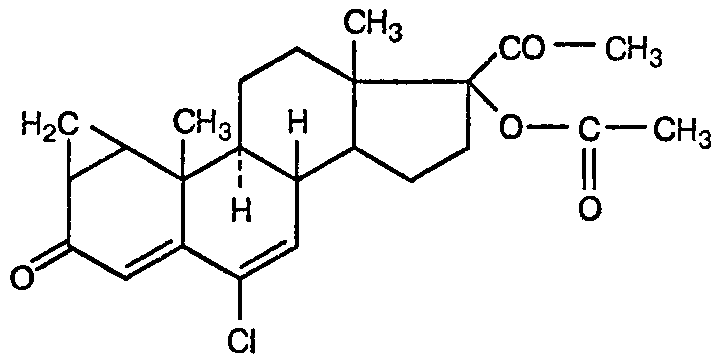 CH₃
CO — CH₃
H₂C CH₃ H O — C — CH₃
H O
O
Cl